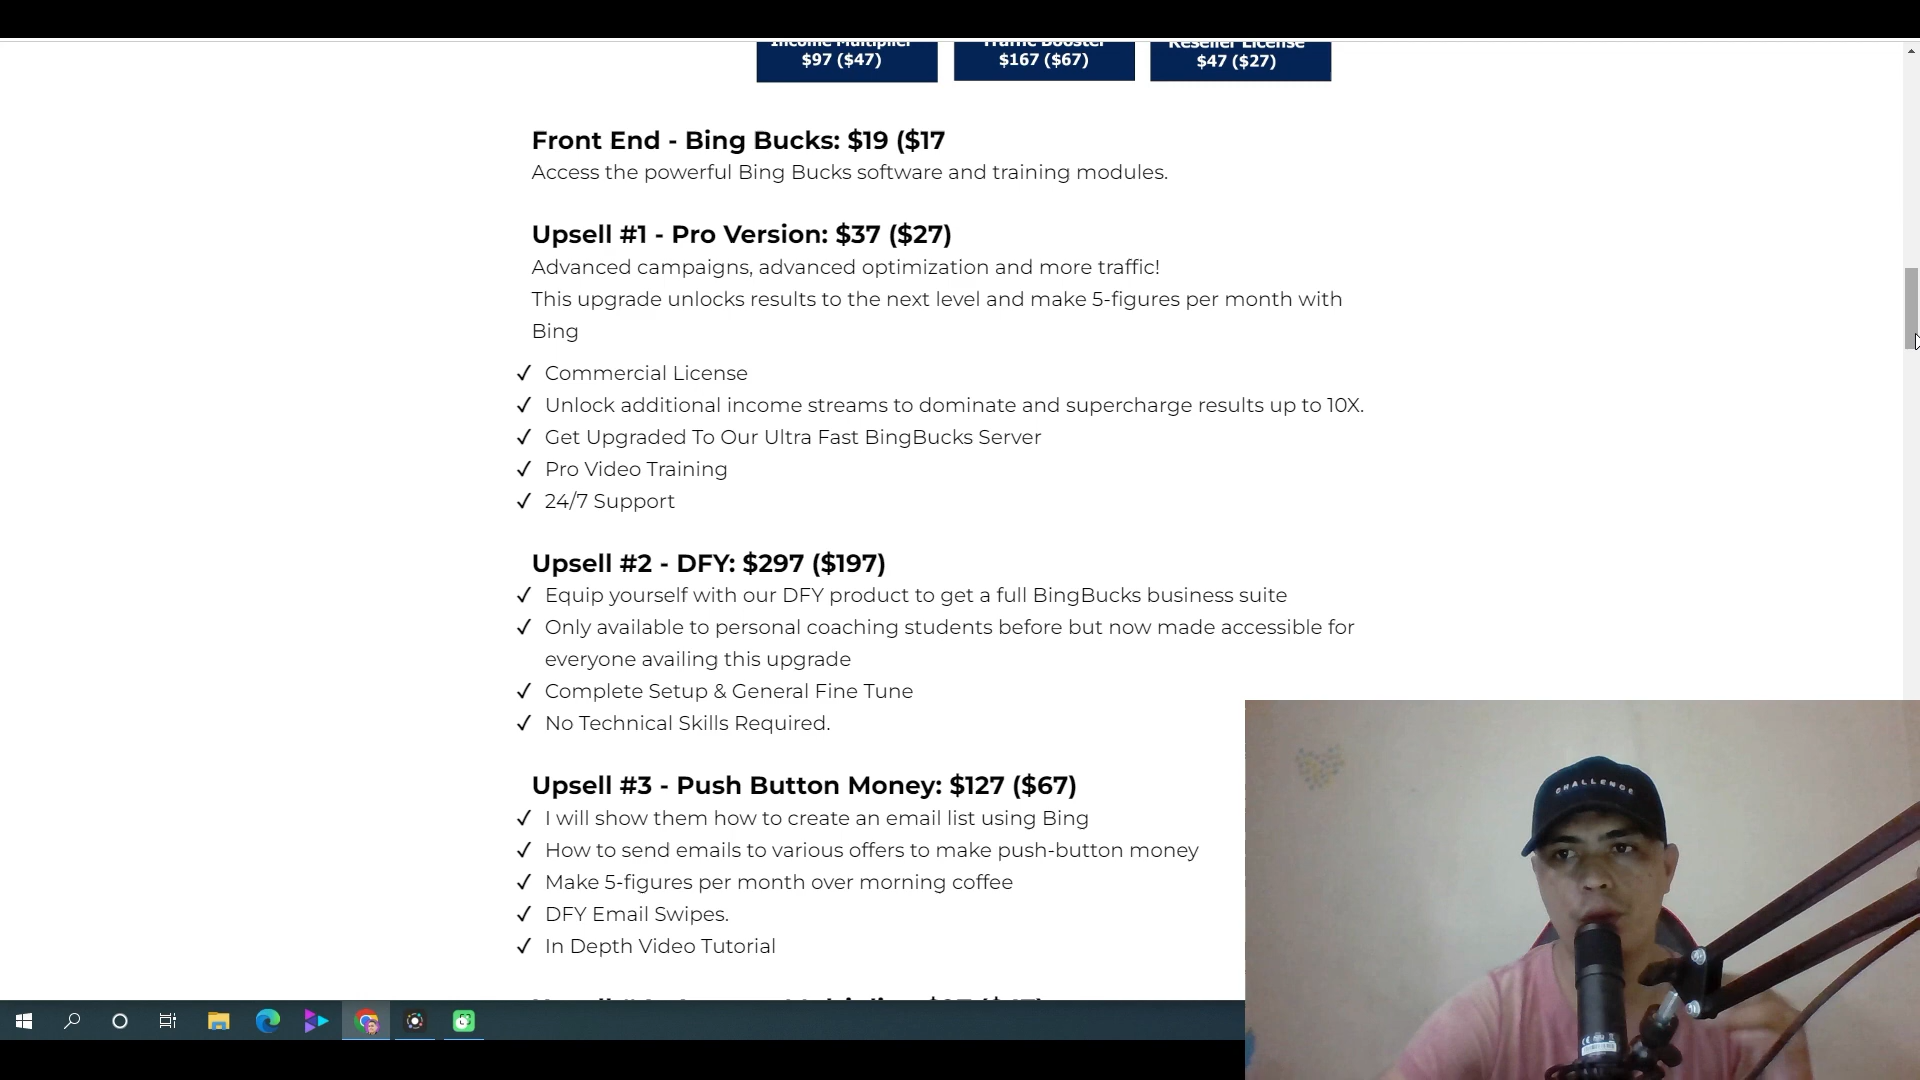 Income Multiplier
$97 ($47)
Traffic Booster
$167 ($67)
Reseller License
$47 ($27)
Front End - Bing Bucks: $19 ($17
Access the powerful Bing Bucks software and training modules.
Upsell #1 - Pro Version: $37 ($27)
Advanced campaigns, advanced optimization and more traffic!
This upgrade unlocks results to the next level and make 5-figures per month with
Bing
✓ Commercial License
✓ Unlock additional income streams to dominate and supercharge results up to 10X.
✓ Get Upgraded To Our Ultra Fast BingBucks Server
✓ Pro Video Training
✓ 24/7 Support
Upsell #2 - DFY: $297 ($197)
✓ Equip yourself with our DFY product to get a full BingBucks business suite
✓ Only available to personal coaching students before but now made accessible for
everyone availing this upgrade
✓ Complete Setup & General Fine Tune
✓ No Technical Skills Required.
Upsell #3 - Push Button Money: $127 ($67)
✓ I will show them how to create an email list using Bing
✓ How to send emails to various offers to make push-button money
✓ Make 5-figures per month over morning coffee
✓ DFY Email Swipes.
✓ In Depth Video Tutorial
CHALLENGE